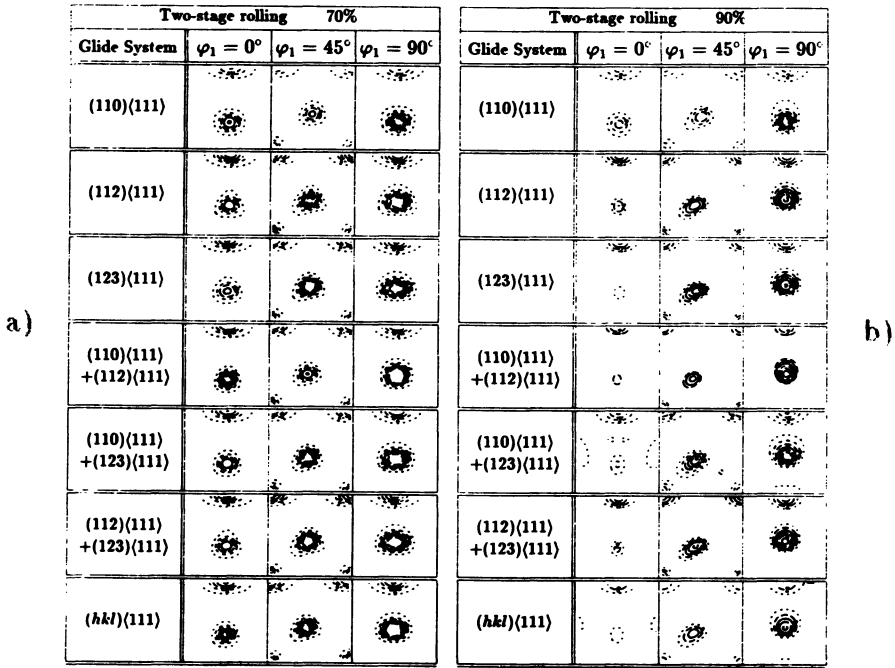 a)
Two-stage rolling 70%
Glide System φ₁ = 0° φ₁ = 45° φ₁ = 90°
(110)⟨111⟩
(112)⟨111⟩
(123)⟨111⟩
(110)⟨111⟩
+(112)⟨111⟩
(110)⟨111⟩
+(123)⟨111⟩
(112)⟨111⟩
+(123)⟨111⟩
(hkl)⟨111⟩
Two-stage rolling 90%
Glide System φ₁ = 0° φ₁ = 45° φ₁ = 90°
(110)⟨111⟩
(112)⟨111⟩
(123)⟨111⟩
(110)⟨111⟩
+(112)⟨111⟩
(110)⟨111⟩
+(123)⟨111⟩
(112)⟨111⟩
+(123)⟨111⟩
(hkl)⟨111⟩
b)